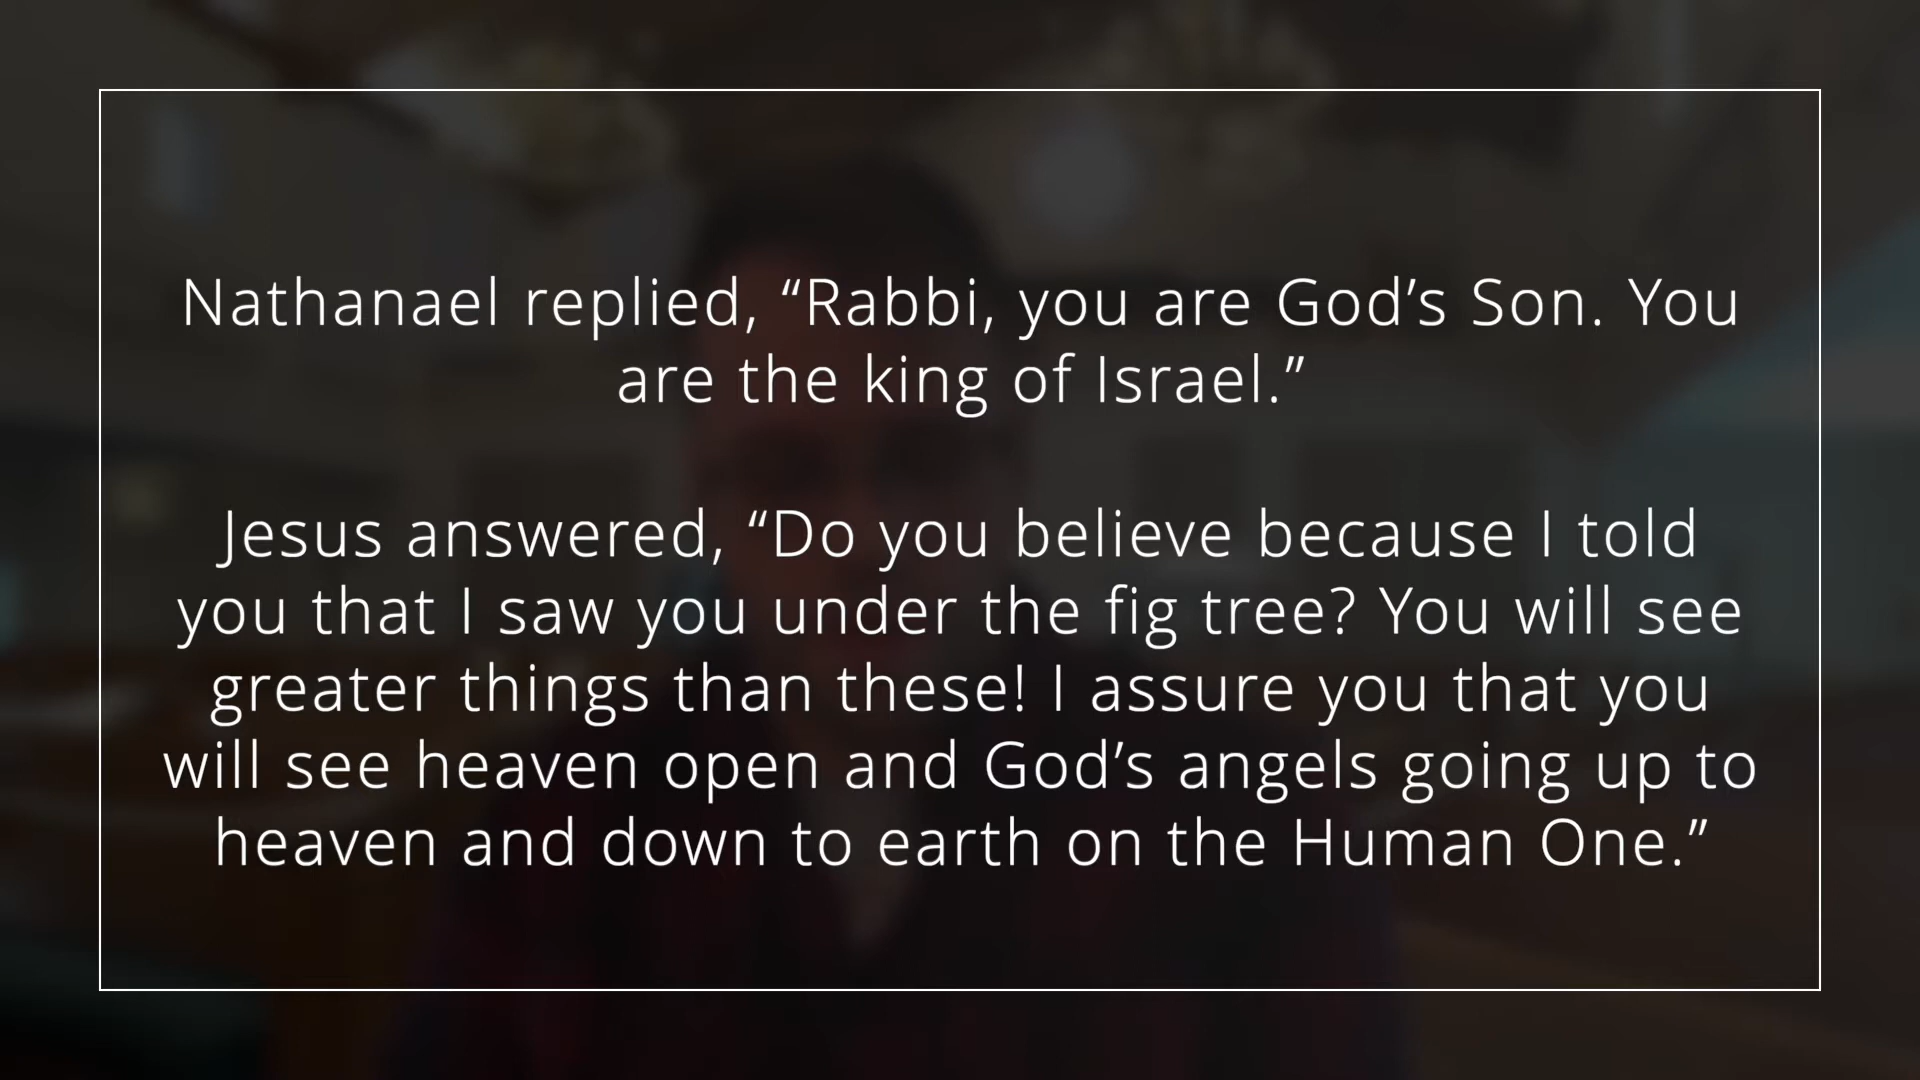 Nathanael replied, “Rabbi, you are God’s Son. You
are the king of Israel.”
Jesus answered, “Do you believe because I told
you that I saw you under the fig tree? You will see
greater things than these! I assure you that you
will see heaven open and God’s angels going up to
heaven and down to earth on the Human One.”